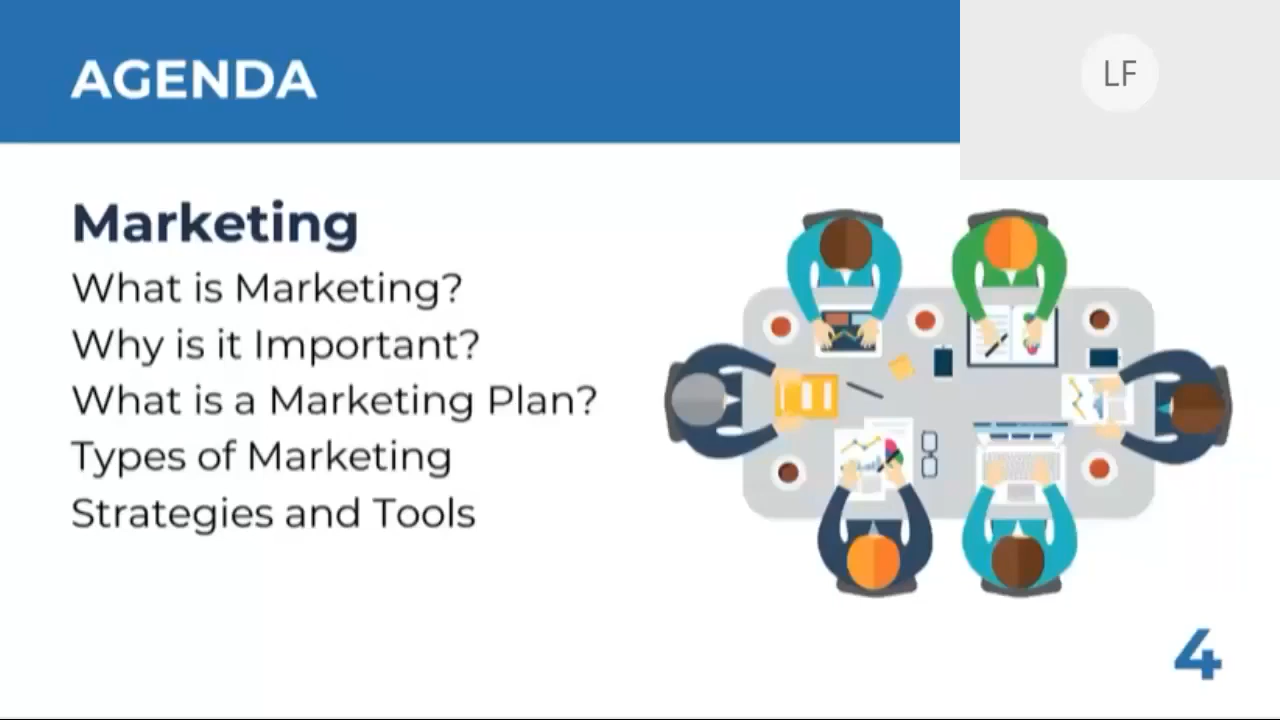 AGENDA
LF
Marketing
What is Marketing?
Why is it Important?
What is a Marketing Plan?
Types of Marketing
Strategies and Tools
4